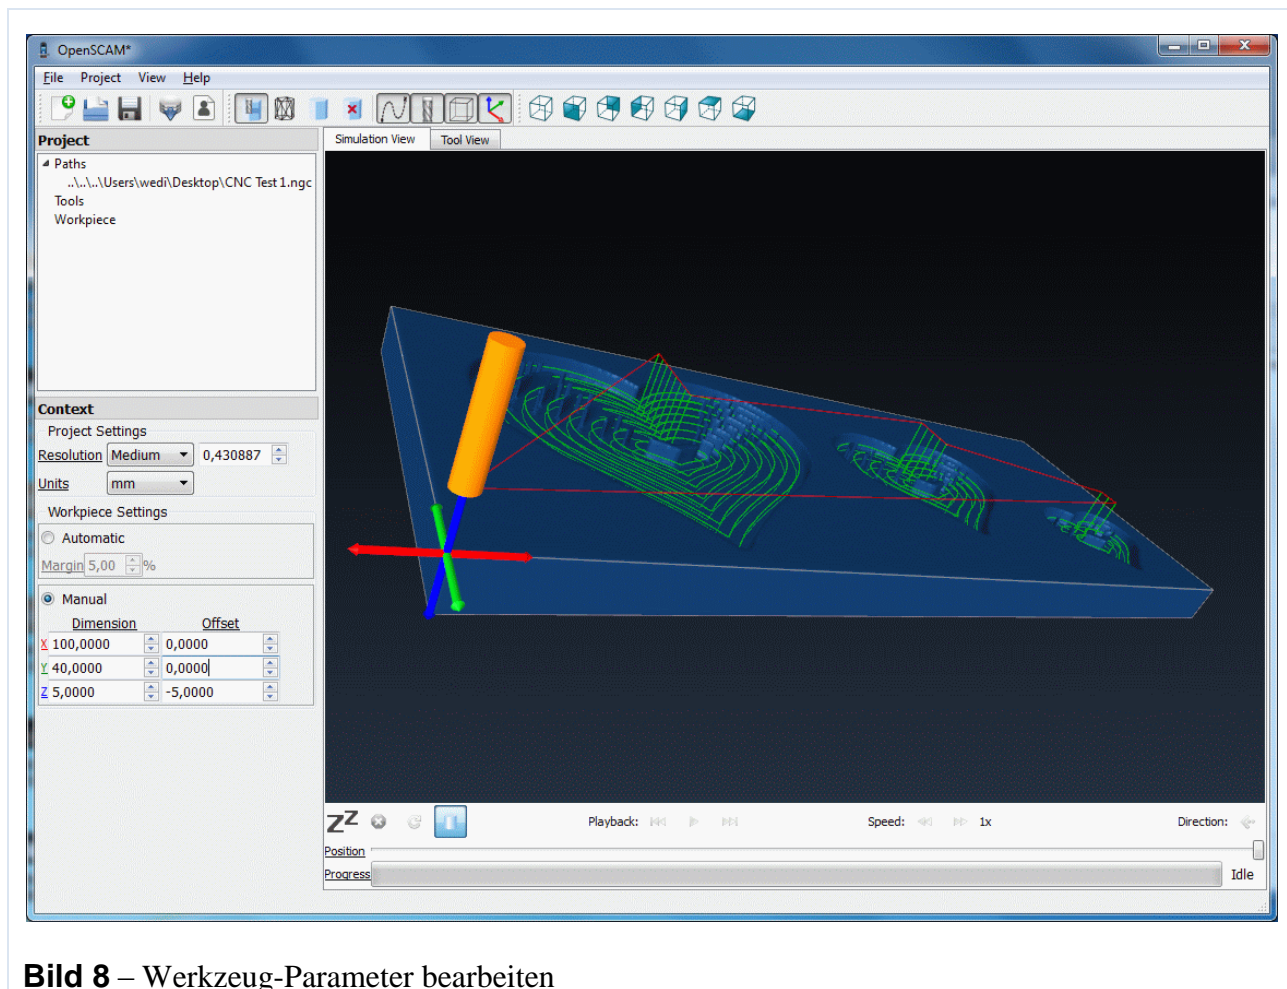 OpenSCAM*
File Project View Help
Project
Simulation View Tool View
Paths
..\..\..\Users\wedi\Desktop\CNC Test 1.ngc
Tools
Workpiece
Context
Project Settings
Resolution Medium 0,430887
Units mm
Workpiece Settings
Automatic
Margin 5,00 %
Manual
Dimension Offset
X 100,0000 0,0000
Y 40,0000 0,0000
Z 5,0000 -5,0000
zZ Playback: Speed: 1x Direction:
Position
Progress Idle
Bild 8 – Werkzeug-Parameter bearbeiten